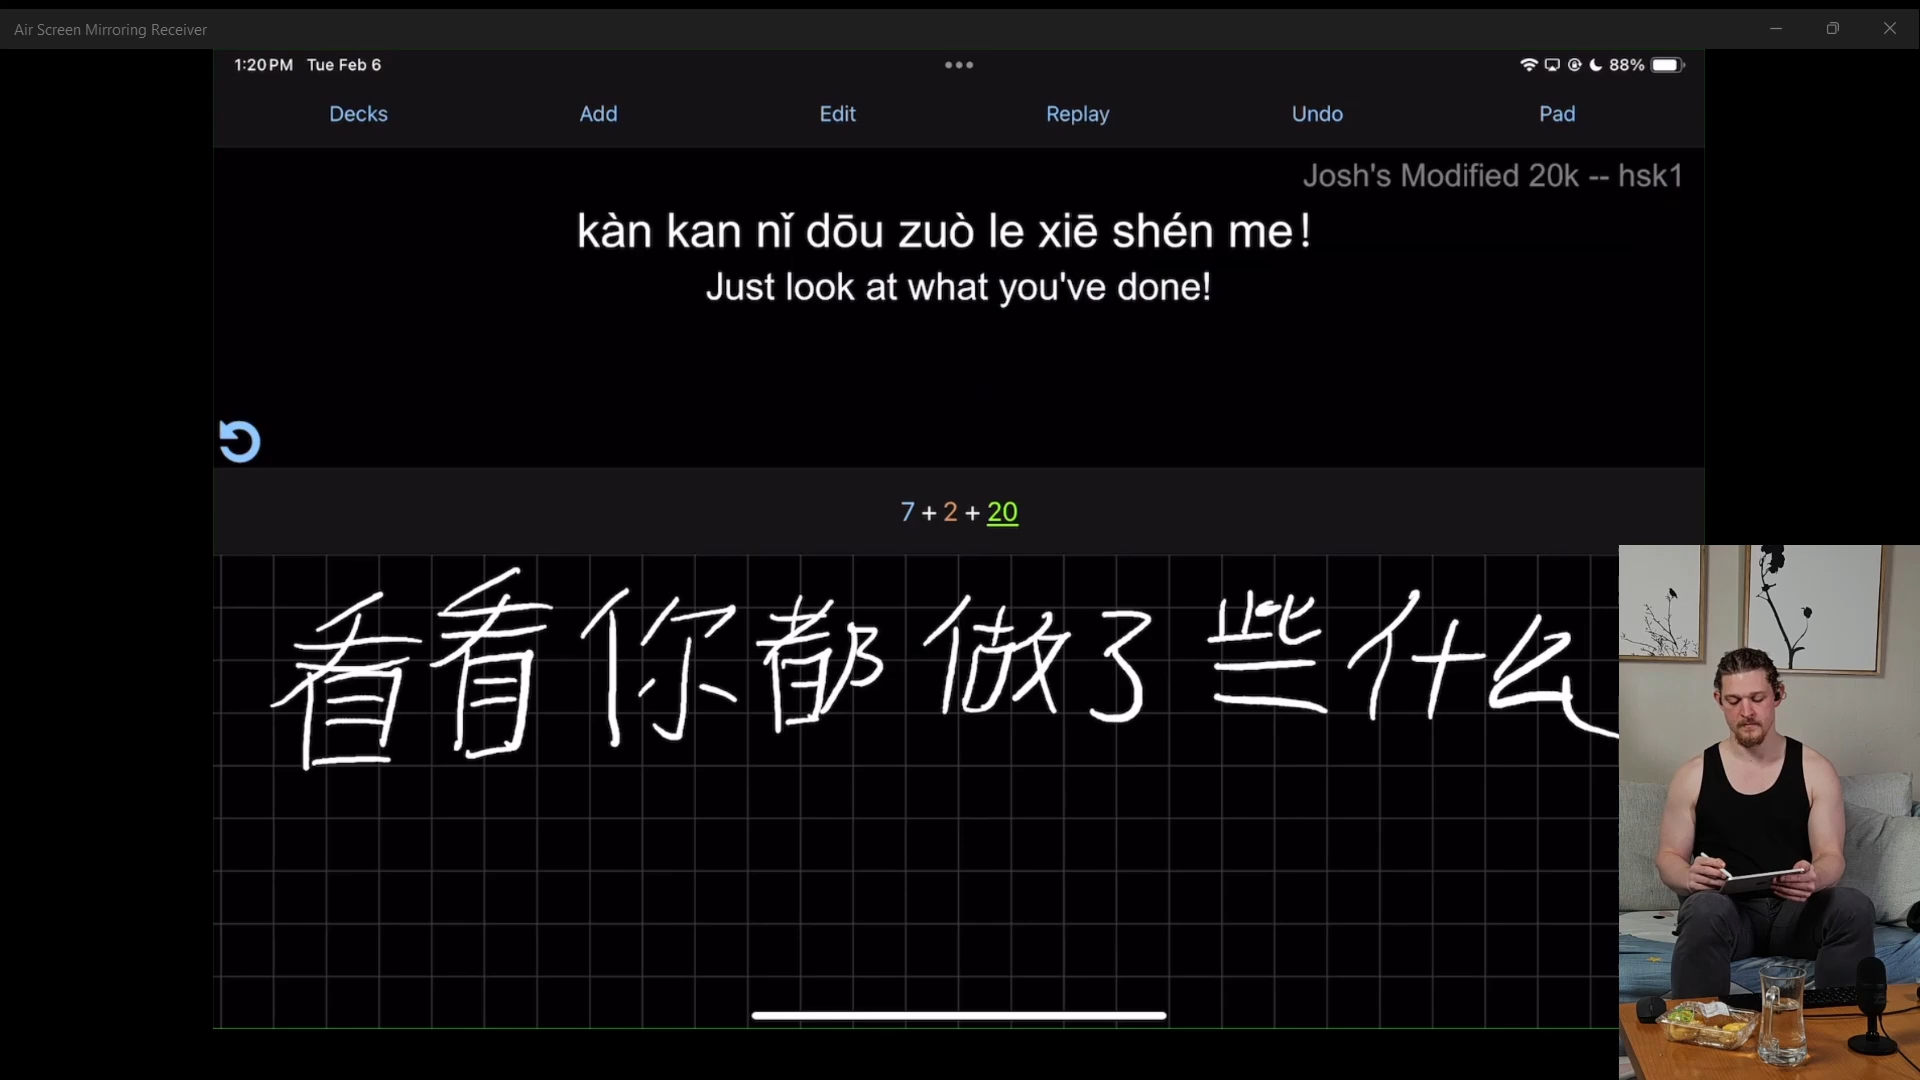 Air Screen Mirroring Receiver
1:20 PM Tue Feb 6
88%
Decks Add Edit Replay Undo Pad
Josh's Modified 20k -- hsk1
kàn kan nǐ dōu zuò le xiē shén me!
Just look at what you've done!
7 + 2 + 20
看看你都做了些什么